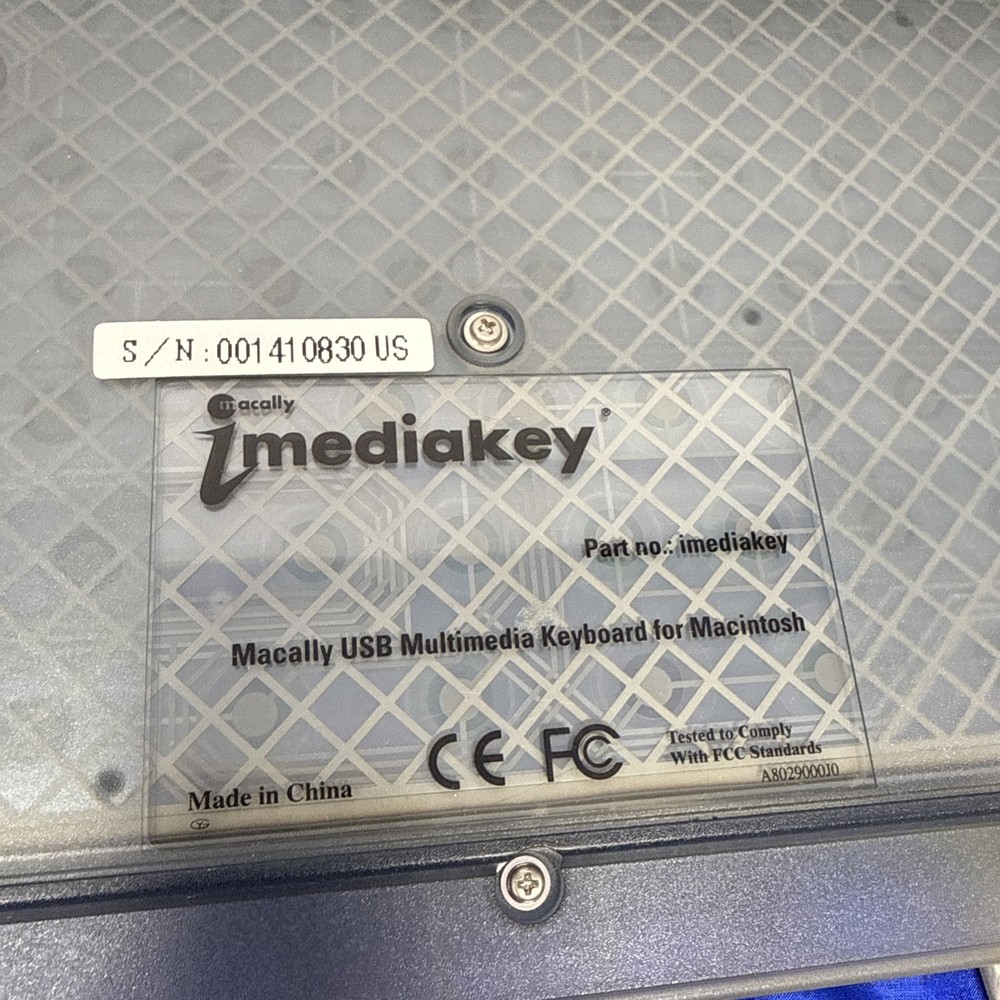 S/N:001410830 US
macally
imediakey®
Part no.: imediakey
Macally USB Multimedia Keyboard for Macintosh
CE FC Tested to Comply
With FCC Standards
A8029000J0
Made in China